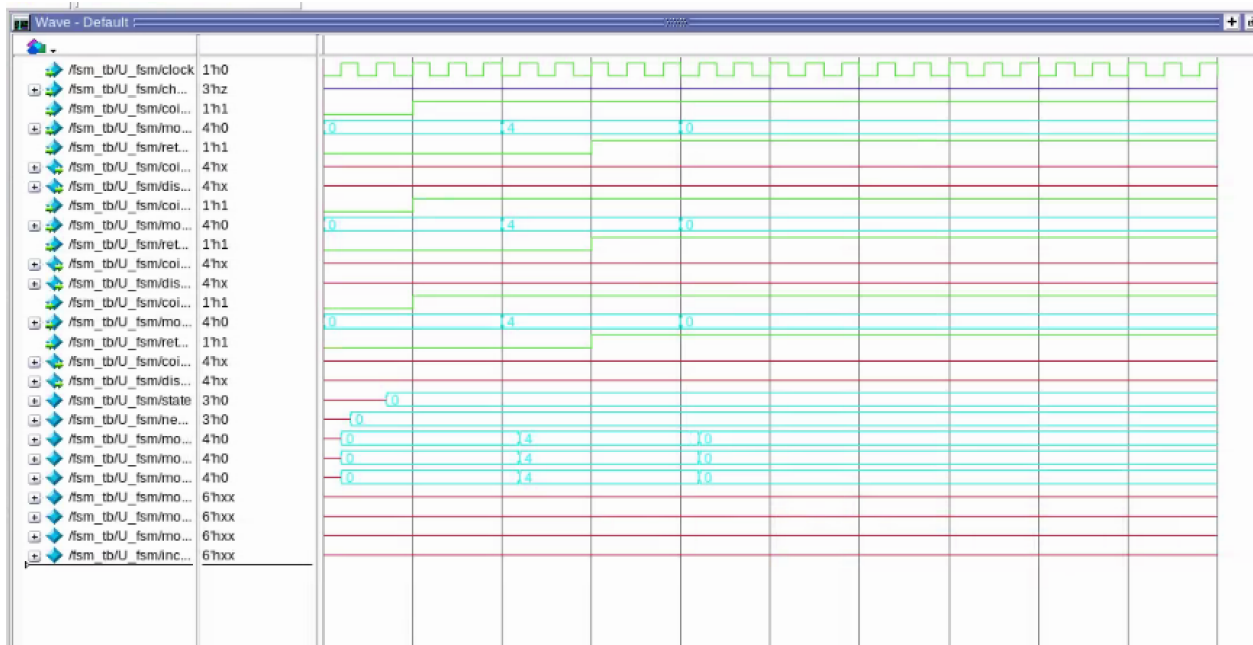 Wave - Default
/fsm_tb/U_fsm/clock 1'h0
/fsm_tb/U_fsm/ch... 3'hz
/fsm_tb/U_fsm/coi... 1'h1
/fsm_tb/U_fsm/mo... 4'h0 0 4 0
/fsm_tb/U_fsm/ret... 1'h1
/fsm_tb/U_fsm/coi... 4'hx
/fsm_tb/U_fsm/dis... 4'hx
/fsm_tb/U_fsm/coi... 1'h1
/fsm_tb/U_fsm/mo... 4'h0 0 4 0
/fsm_tb/U_fsm/ret... 1'h1
/fsm_tb/U_fsm/coi... 4'hx
/fsm_tb/U_fsm/dis... 4'hx
/fsm_tb/U_fsm/coi... 1'h1
/fsm_tb/U_fsm/mo... 4'h0 0 4 0
/fsm_tb/U_fsm/ret... 1'h1
/fsm_tb/U_fsm/coi... 4'hx
/fsm_tb/U_fsm/dis... 4'hx
/fsm_tb/U_fsm/state 3'h0 0
/fsm_tb/U_fsm/ne... 3'h0 0
/fsm_tb/U_fsm/mo... 4'h0 0 4 0
/fsm_tb/U_fsm/mo... 4'h0 0 4 0
/fsm_tb/U_fsm/mo... 4'h0 0 4 0
/fsm_tb/U_fsm/mo... 6'hxx
/fsm_tb/U_fsm/mo... 6'hxx
/fsm_tb/U_fsm/mo... 6'hxx
/fsm_tb/U_fsm/inc... 6'hxx